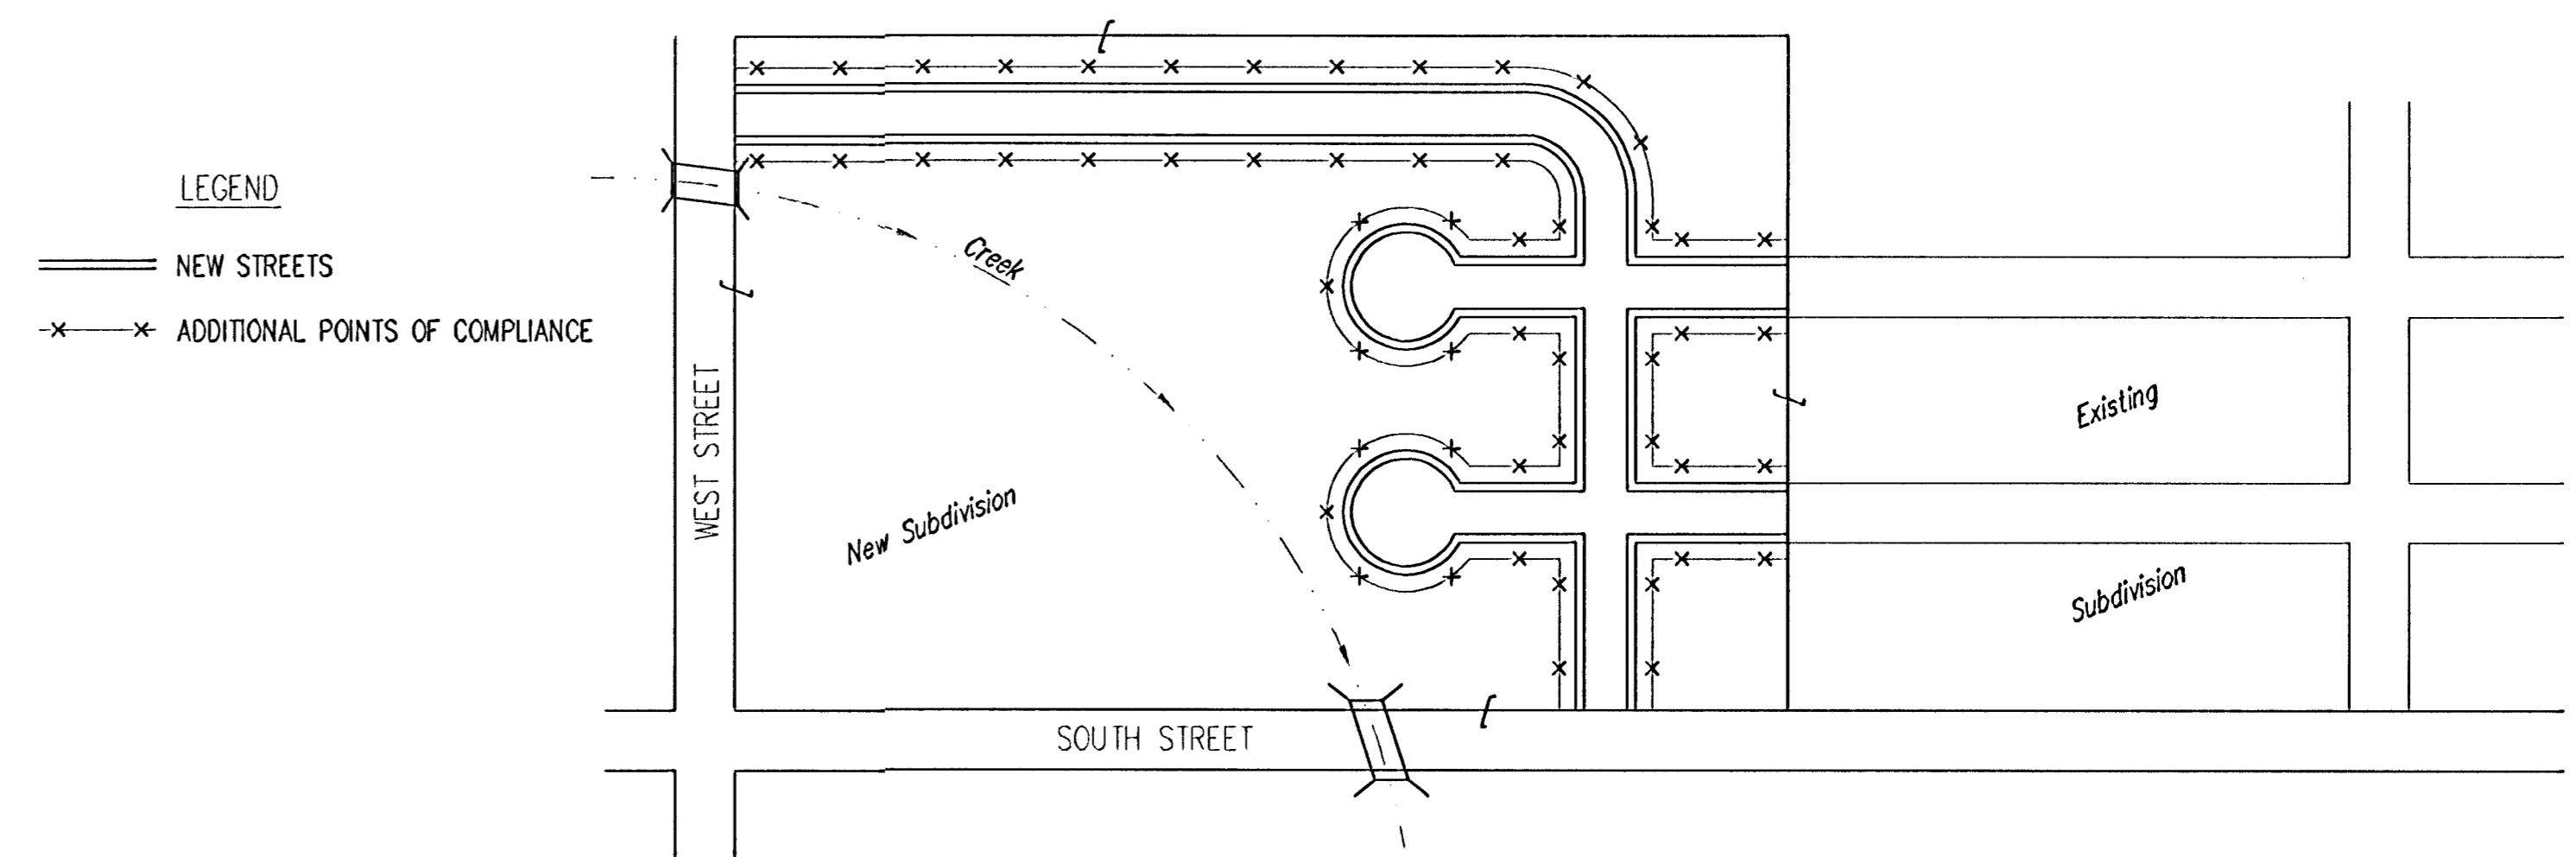 LEGEND
NEW STREETS
ADDITIONAL POINTS OF COMPLIANCE
WEST STREET
Creek
New Subdivision
SOUTH STREET
Existing
Subdivision